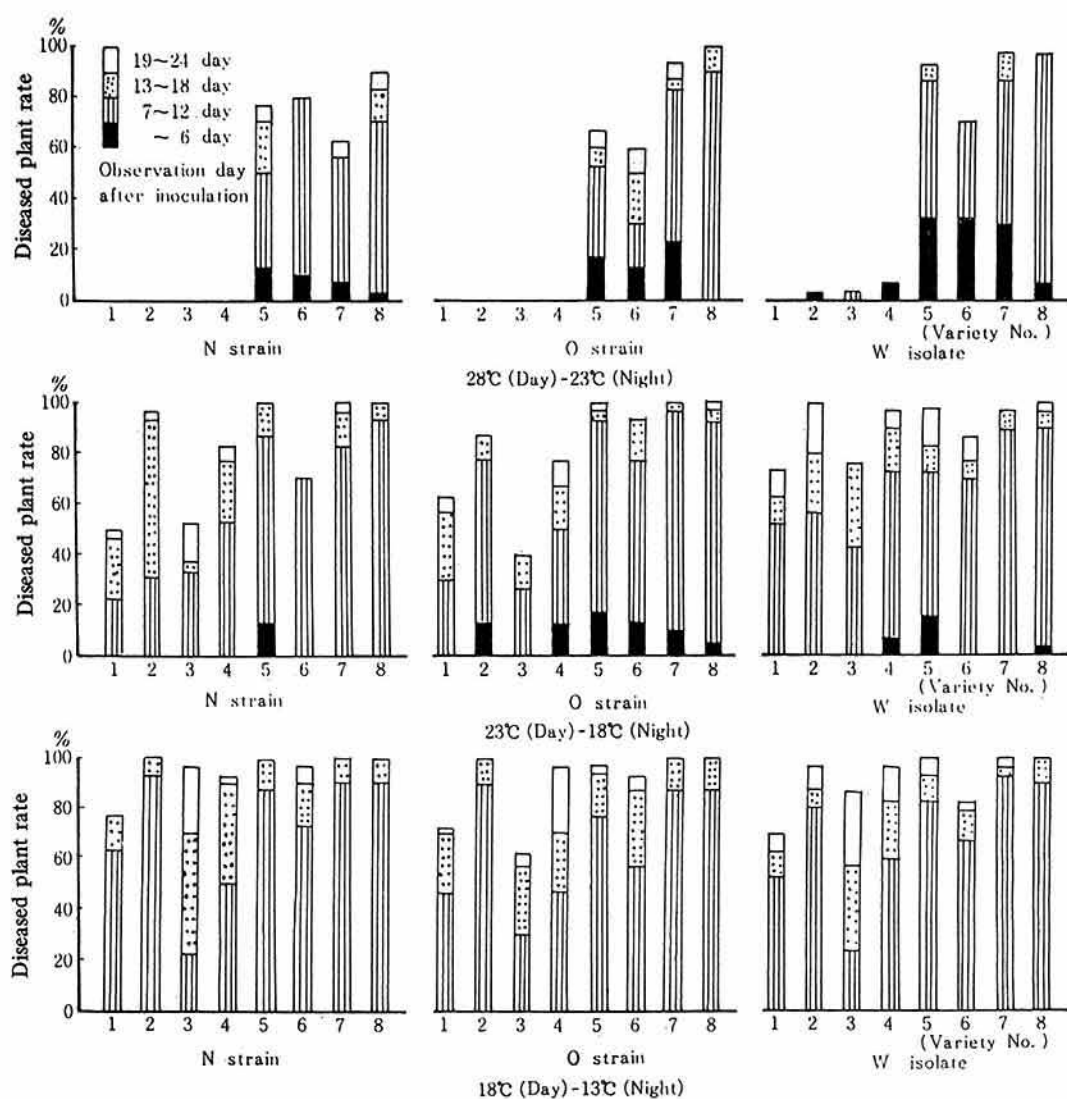 %
100
80
60
40
20
0
Diseased plant rate
19~24 day
13~18 day
7~12 day
~ 6 day
Observation day
after inoculation
1 2 3 4 5 6 7 8
N strain
1 2 3 4 5 6 7 8
O strain
1 2 3 4 5 6 7 8
(Variety No.)
W isolate
28℃ (Day) -23℃ (Night)
%
100
80
60
40
20
0
Diseased plant rate
1 2 3 4 5 6 7 8
N strain
1 2 3 4 5 6 7 8
O strain
1 2 3 4 5 6 7 8
(Variety No.)
W isolate
23℃ (Day) -18℃ (Night)
%
100
80
60
40
20
0
Diseased plant rate
1 2 3 4 5 6 7 8
N strain
1 2 3 4 5 6 7 8
O strain
1 2 3 4 5 6 7 8
(Variety No.)
W isolate
18℃ (Day) -13℃ (Night)